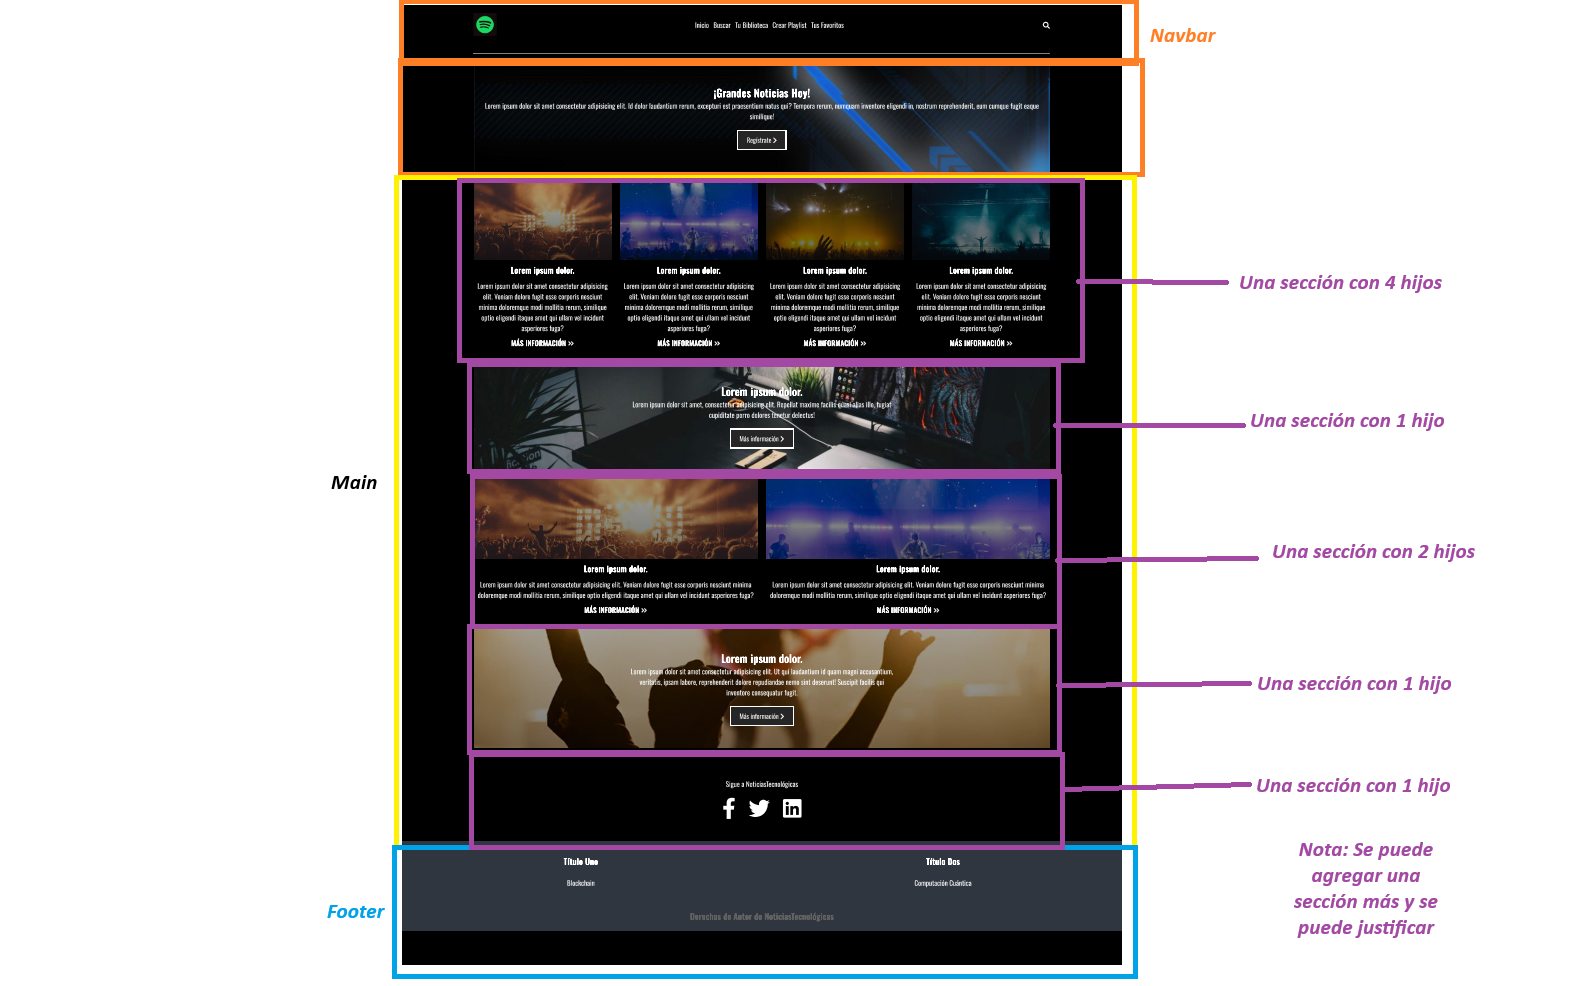 Inicio Buscar Tu Biblioteca Crear Playlist Tus Favoritos
Navbar
¡Grandes Noticias Hoy!
Lorem ipsum dolor sit amet consectetur adipisicing elit. Id dolor laudantium rerum, excepturi est praesentium natus qui? Tempora rerum, numquam inventore eligendi in, nostrum reprehenderit, eum cumque fugit eaque
similique!
Regístrate
Lorem ipsum dolor.
Lorem ipsum dolor sit amet consectetur adipisicing
elit. Veniam dolore fugit esse corporis nesciunt
minima dolorem modi mollitia rerum, similique
optio eligendi itaque amet qui ullam vel incidunt
asperiores fuga?
MÁS INFORMACIÓN »
Lorem ipsum dolor.
Lorem ipsum dolor sit amet consectetur adipisicing
elit. Veniam dolore fugit esse corporis nesciunt
minima dolorem modi mollitia rerum, similique
optio eligendi itaque amet qui ullam vel incidunt
asperiores fuga?
MÁS INFORMACIÓN »
Lorem ipsum dolor.
Lorem ipsum dolor sit amet consectetur adipisicing
elit. Veniam dolore fugit esse corporis nesciunt
minima dolorem modi mollitia rerum, similique
optio eligendi itaque amet qui ullam vel incidunt
asperiores fuga?
MÁS INFORMACIÓN »
Lorem ipsum dolor.
Lorem ipsum dolor sit amet consectetur adipisicing
elit. Veniam dolore fugit esse corporis nesciunt
minima dolorem modi mollitia rerum, similique
optio eligendi itaque amet qui ullam vel incidunt
asperiores fuga?
MÁS INFORMACIÓN »
Una sección con 4 hijos
Lorem ipsum dolor.
Lorem ipsum dolor sit amet, consectetur adipisicing elit. Repellat maxime facilis quasi alias illo, fugiat
cupiditate porro dolores tenetur delectus!
Más información
Una sección con 1 hijo
Main
Lorem ipsum dolor.
Lorem ipsum dolor sit amet consectetur adipisicing elit. Veniam dolore fugit esse corporis nesciunt minima
dolorem modi mollitia rerum, similique optio eligendi itaque amet qui ullam vel incidunt asperiores fuga?
MÁS INFORMACIÓN »
Lorem ipsum dolor.
Lorem ipsum dolor sit amet consectetur adipisicing elit. Veniam dolore fugit esse corporis nesciunt minima
dolorem modi mollitia rerum, similique optio eligendi itaque amet qui ullam vel incidunt asperiores fuga?
MÁS INFORMACIÓN »
Una sección con 2 hijos
Lorem ipsum dolor.
Lorem ipsum dolor sit amet consectetur adipisicing elit. Ut qui laudantium id quam magni accusantium,
veritatis, ipsam labore, reprehenderit dolore repudiandae nemo sint deserunt! Suscipit facilis qui
inventore consequatur fugit.
Más información
Una sección con 1 hijo
Sigue a NoticiasTecnológicas
Una sección con 1 hijo
Nota: Se puede
agregar una
sección más y se
puede justificar
Footer
Título Uno
Blockchain
Título Dos
Computación Cuántica
Derechos de Autor de NoticiasTecnológicas